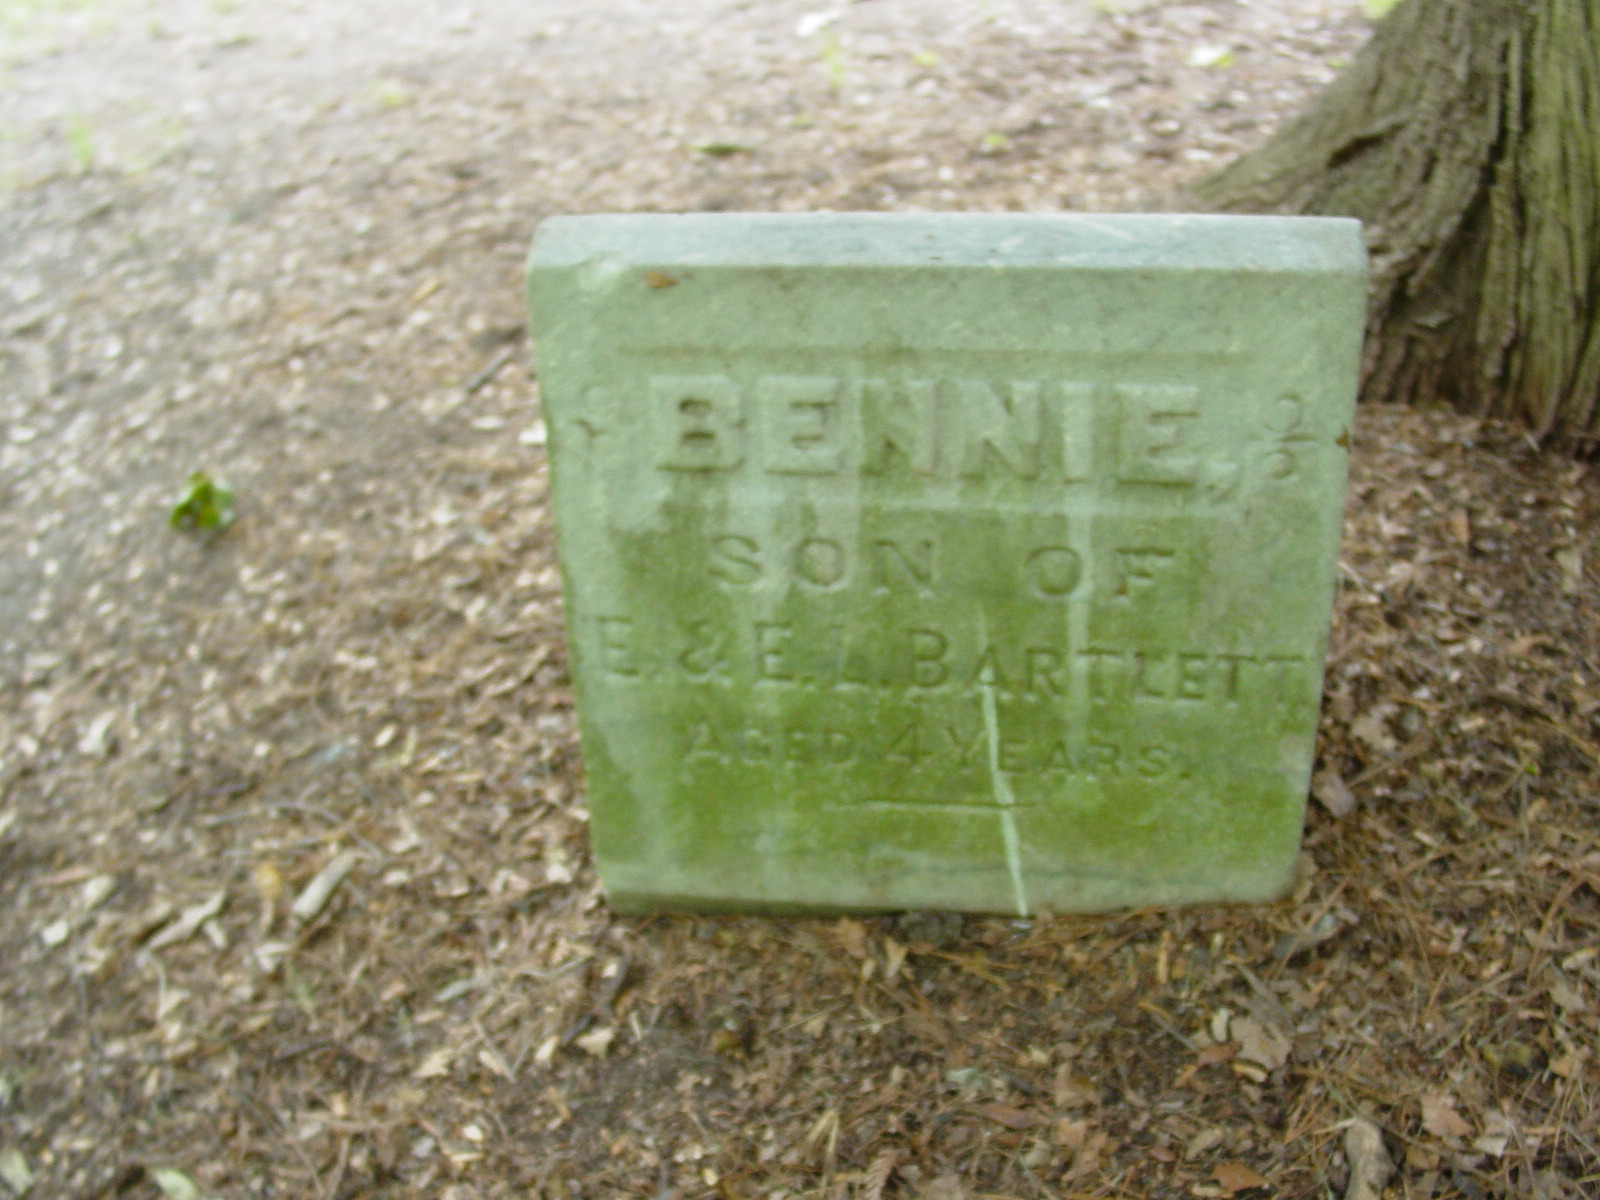 BENNIE,
SON OF
E. & E. L. BARTLETT
AGED 4 YEARS.